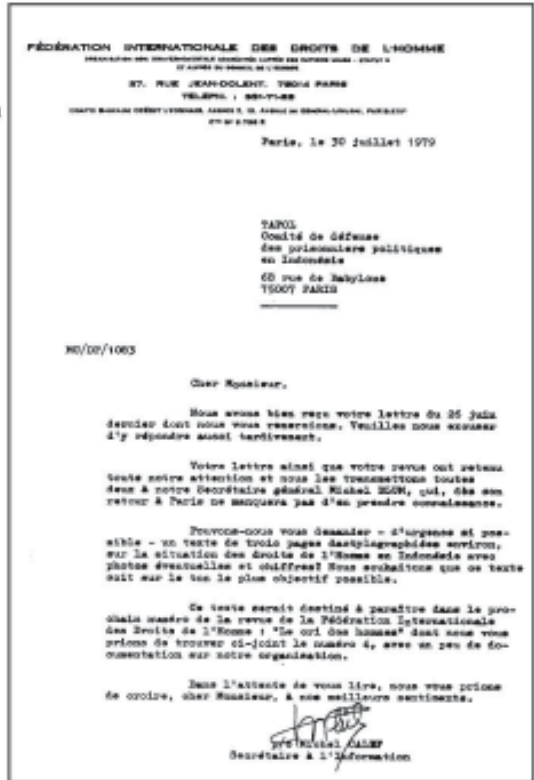 FÉDÉRATION INTERNATIONALE DES DROITS DE L'HOMME
27, RUE JEAN-DOLENT, 75014 PARIS
TELEPH. : 331-11-
Paris, le 30 juillet 1979
TAPOL
Comité de défense
des prisonniers politiques
en Indonésie
68 rue de Babylone
75007 PARIS
MC/DP/1083
Cher Monsieur,
Nous avons bien reçu votre lettre du 26 juin
dernier dont nous vous remercions. Veuillez nous excuser
d'y répondre aussi tardivement.
Votre lettre ainsi que votre revue ont retenu
toute notre attention et nous les transmettons toutes
deux à notre Secrétaire général Michel BLUM, qui, dès son
retour à Paris ne manquera pas d'en prendre connaissance.
Pouvons-nous vous demander - d'urgence si pos-
sible - un texte de trois pages dactylographiées environ,
sur la situation des droits de l'Homme en Indonésie avec
photos éventuelles et chiffres? Nous souhaitons que ce texte
soit sur le ton le plus objectif possible.
Ce texte serait destiné à paraître dans le pro-
chain numéro de la revue de la Fédération Internationale
des Droits de l'Homme : "Le cri des hommes" dont nous vous
prions de trouver ci-joint le numéro 4, avec un peu de do-
cumentation sur notre organisation.
Dans l'attente de vous lire, nous vous prions
de croire, cher Monsieur, à nos meilleurs sentiments.
Michel CALEF
Secrétaire à l'Information